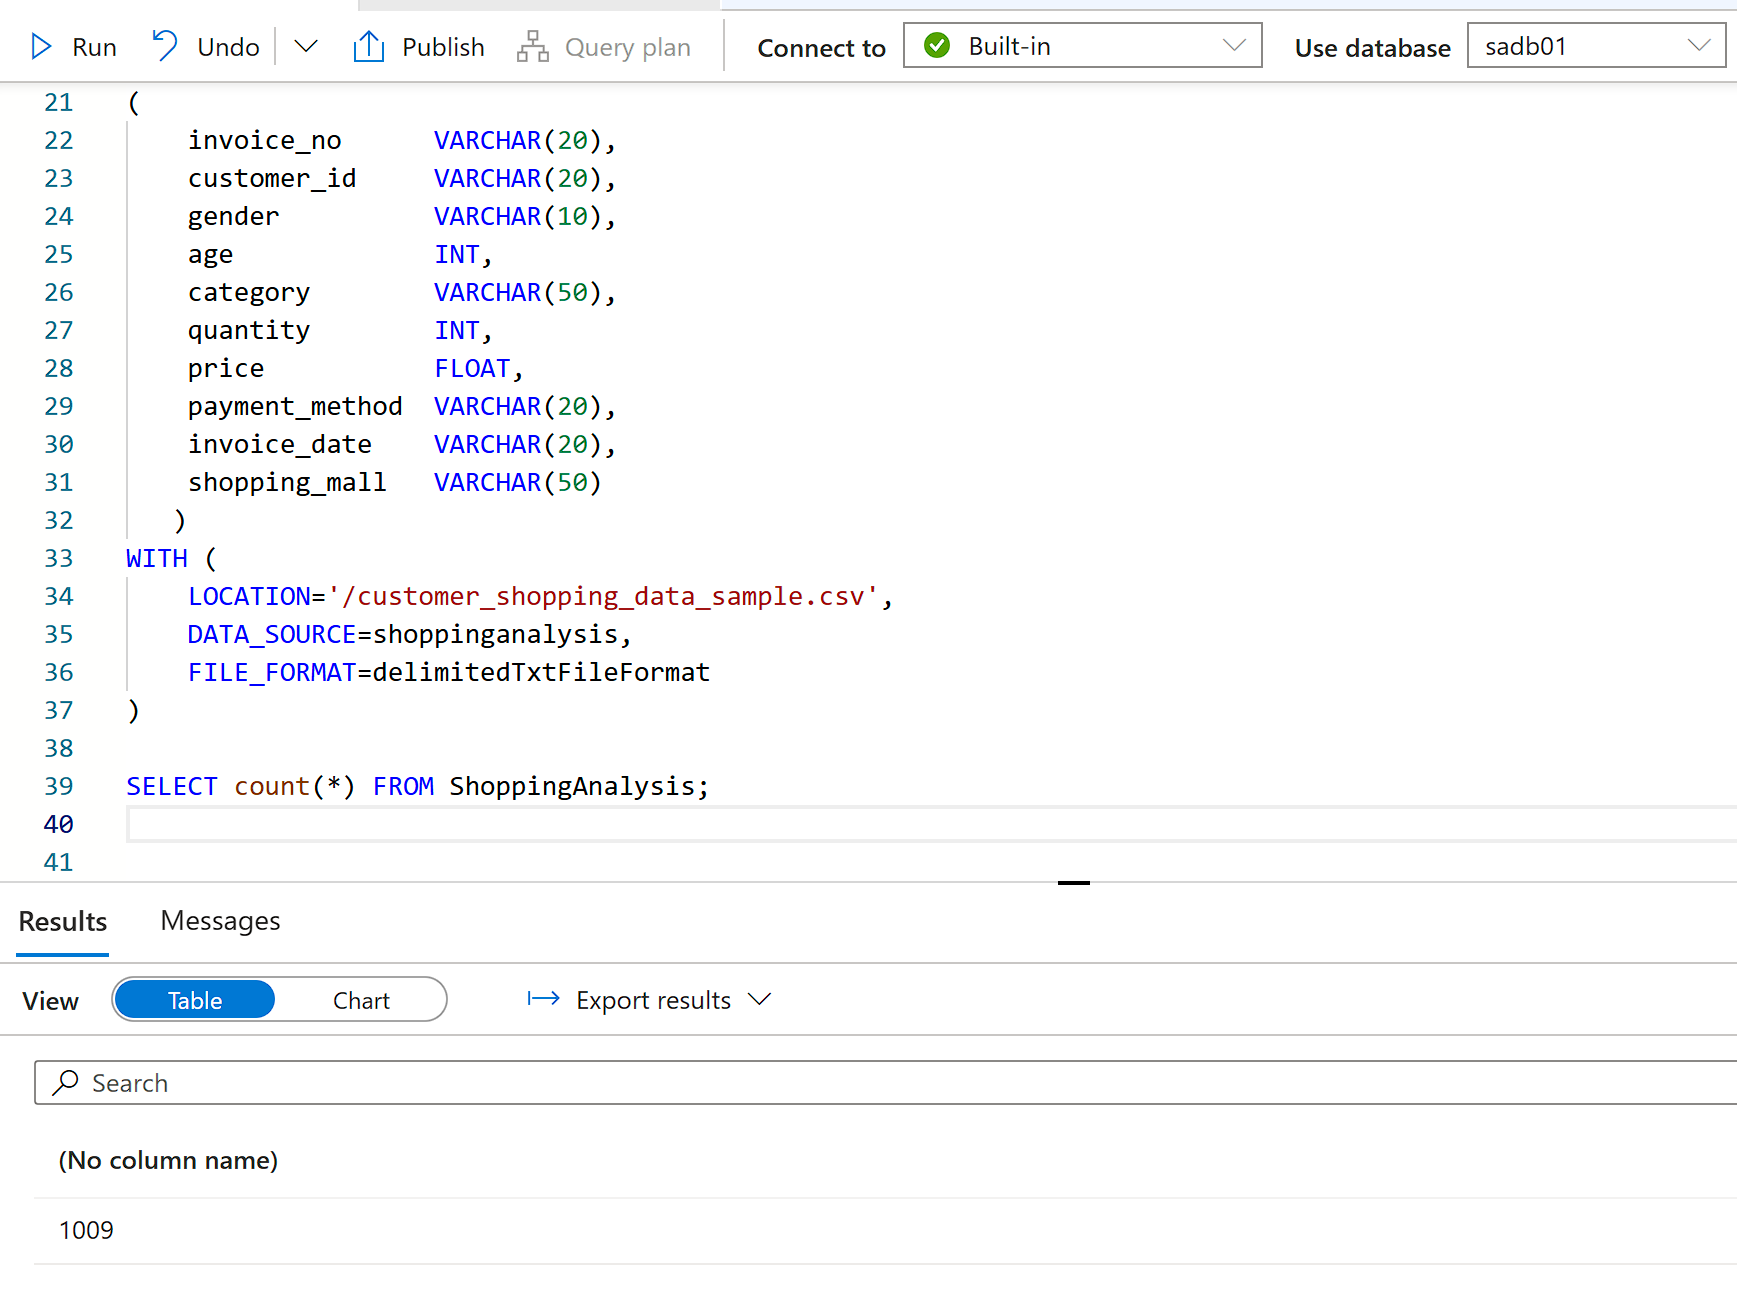 Run Undo Publish Query plan Connect to Built-in Use database sadb01
21 (
22 invoice_no VARCHAR(20),
23 customer_id VARCHAR(20),
24 gender VARCHAR(10),
25 age INT,
26 category VARCHAR(50),
27 quantity INT,
28 price FLOAT,
29 payment_method VARCHAR(20),
30 invoice_date VARCHAR(20),
31 shopping_mall VARCHAR(50)
32 )
33 WITH (
34 LOCATION='/customer_shopping_data_sample.csv',
35 DATA_SOURCE=shoppinganalysis,
36 FILE_FORMAT=delimitedTxtFileFormat
37 )
38
39 SELECT count(*) FROM ShoppingAnalysis;
40
41
Results Messages
View Table Chart Export results
Search
(No column name)
1009